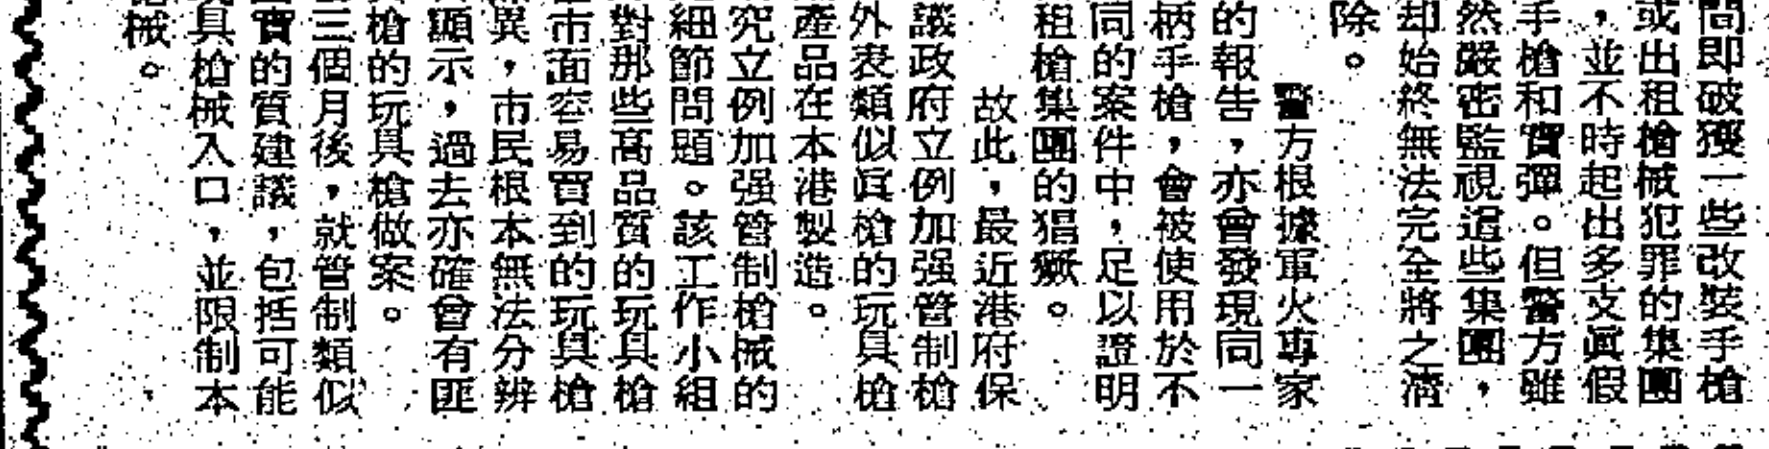 間即破獲一些改裝手槍
或出租槍械犯罪的集團
，並不時起出多支眞假
手槍和實彈。但警方雖
然嚴密監視這些集團，
却始終無法完全將之清
除。
警方根據軍火專家
的報告，亦曾發現同一
柄手槍，會被使用於不
同的案件中，足以證明
租槍集團的猖獗。
故此，最近港府保
議政府立例加强管制槍
外表類似眞槍的玩具槍
產品在本港製造。
究立例加强管制槍械的
細節問題。該工作小組
對那些高品質的玩具槍
市面容易買到的玩具槍
異，市民根本無法分辨
顯示，過去亦確曾有匪
槍的玩具槍做案。
三個月後，就管制類似
實的質建議，包括可能
具槍械入口，並限制本
槍械。